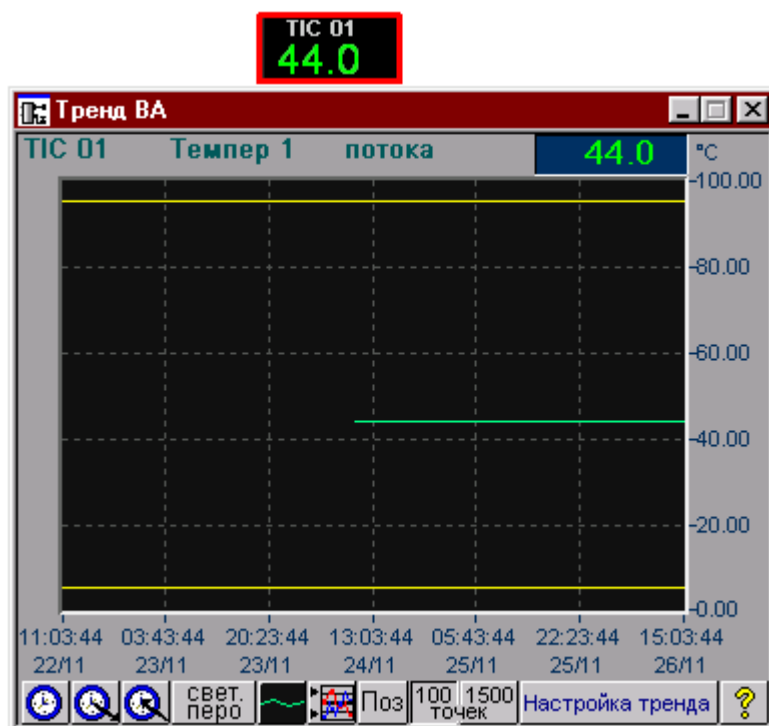 TIC 01
44.0
Тренд ВА
TIC 01 Темпер 1 потока 44.0 °C
100.00
80.00
60.00
40.00
20.00
0.00
11:03:44 03:43:44 20:23:44 13:03:44 05:43:44 22:23:44 15:03:44
22/11 23/11 23/11 24/11 25/11 25/11 26/11
свет. перо Поз 100 1500 точек Настройка тренда ?